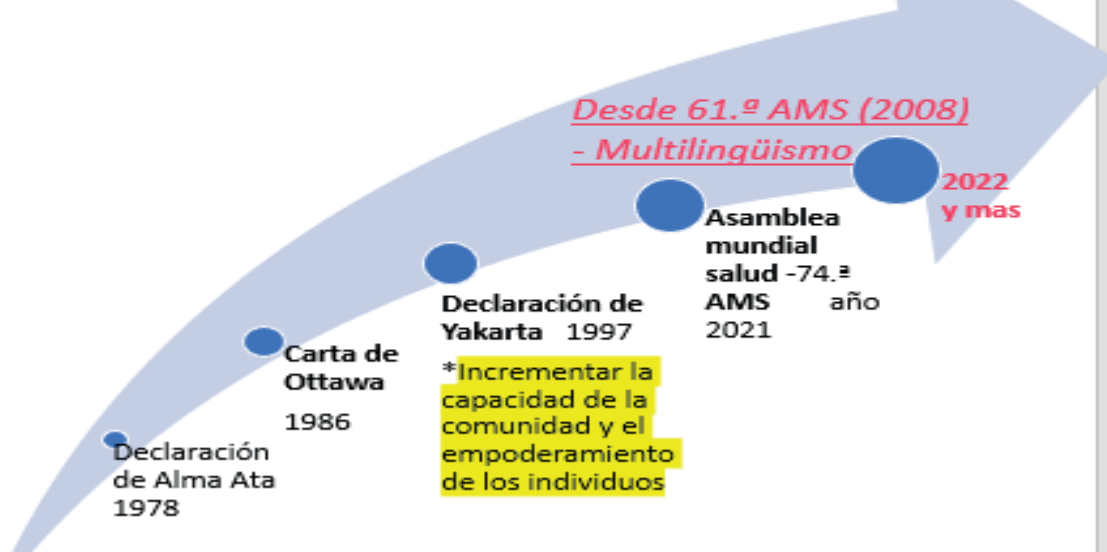 Desde 61.ª AMS (2008)
- Multilingüismo
2022
y mas
Asamblea
mundial
salud -74.ª
AMS año
2021
Declaración de
Yakarta 1997
*Incrementar la
capacidad de la
comunidad y el
empoderamiento
de los individuos
Carta de
Ottawa
1986
Declaración
de Alma Ata
1978